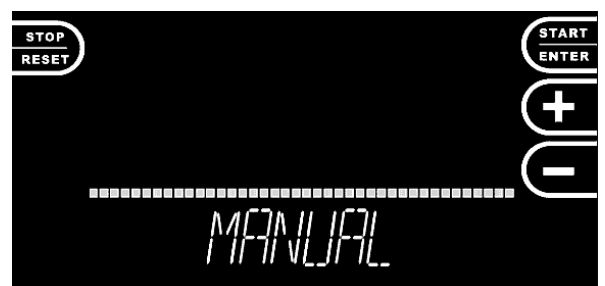 STOP
RESET
START
ENTER
+
-
MANUAL